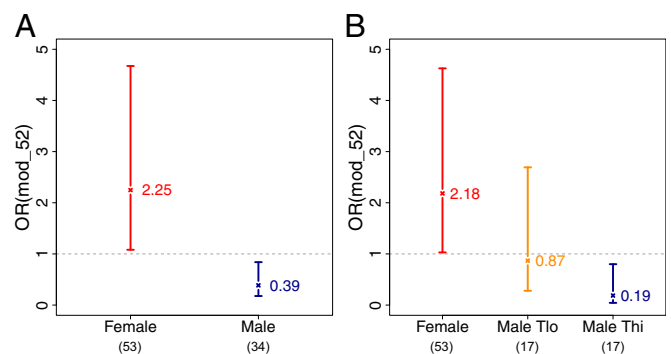 A
OR(mod_52)
5
4
3
2
1
0
2.25
0.39
Female
Male
(53)
(34)
B
OR(mod_52)
5
4
3
2
1
0
2.18
0.87
0.19
Female
Male Tlo
Male Thi
(53)
(17)
(17)